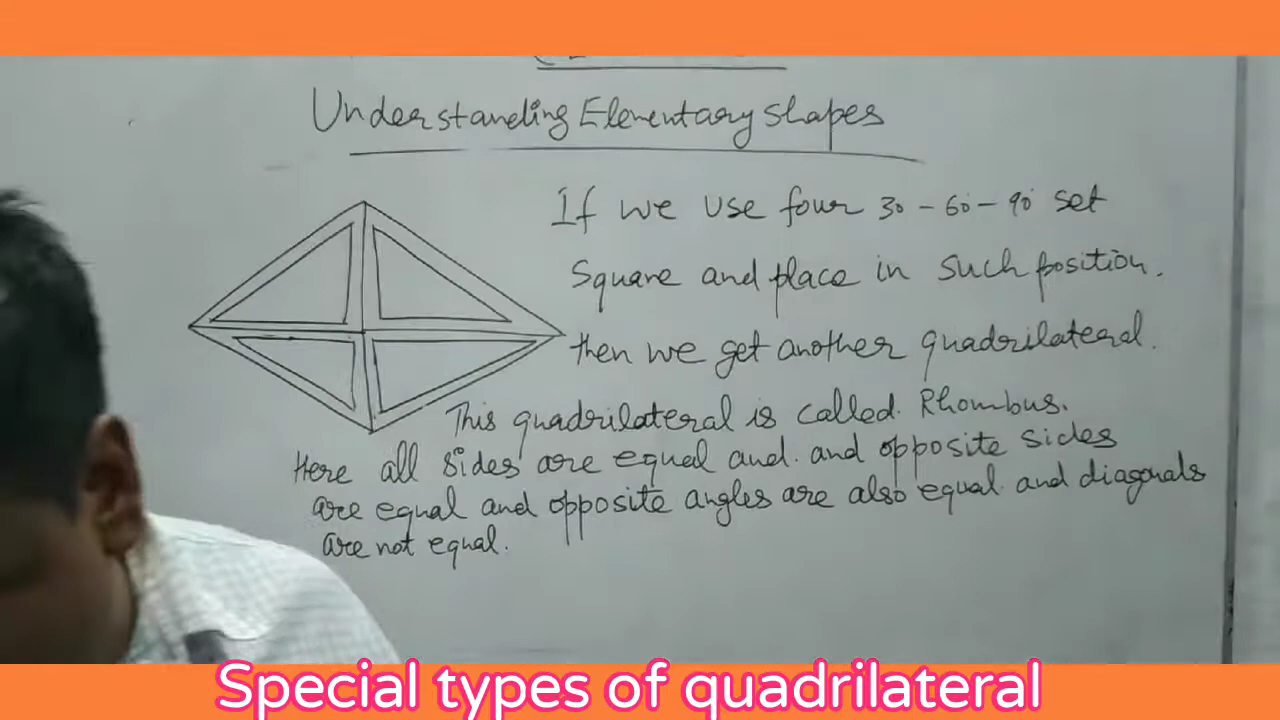 Understanding Elementary shapes
If we use four 30 - 60 - 90 set
Square and place in such position.
then we get another quadrilateral.
This quadrilateral is called Rhombus.
Here all sides are equal and. and opposite sides
are equal and opposite angles are also equal and diagonals
are not equal.
Special types of quadrilateral